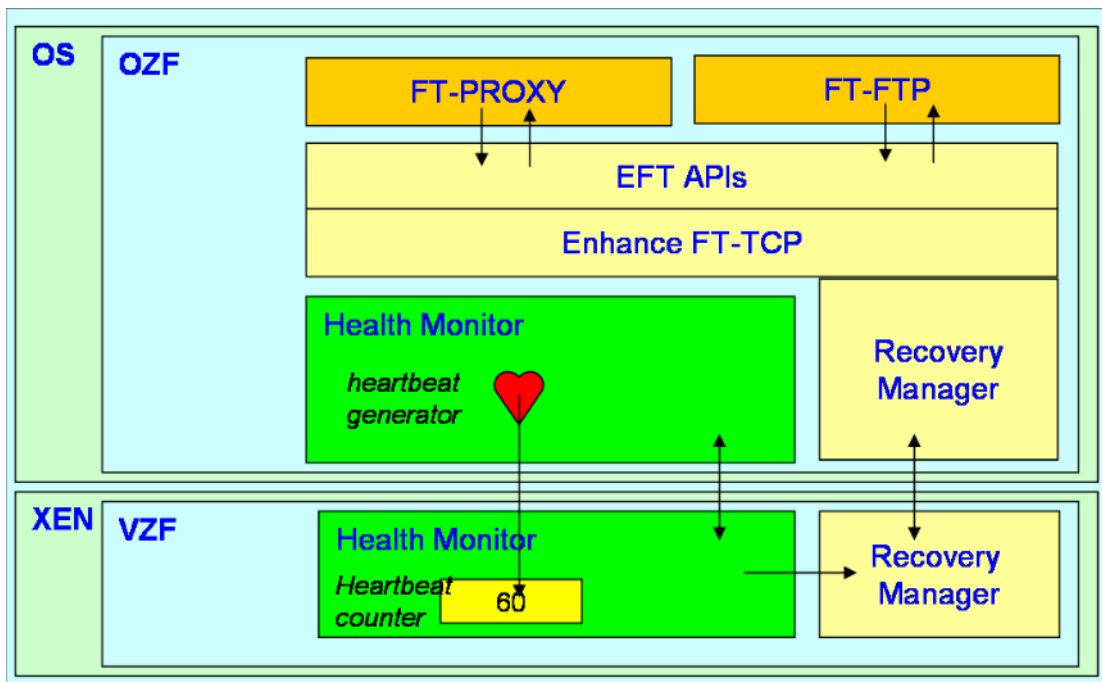 OS
OZF
FT-PROXY
FT-FTP
EFT APIs
Enhance FT-TCP
Health Monitor
heartbeat
generator
Recovery
Manager
XEN
VZF
Health Monitor
Heartbeat
counter
60
Recovery
Manager